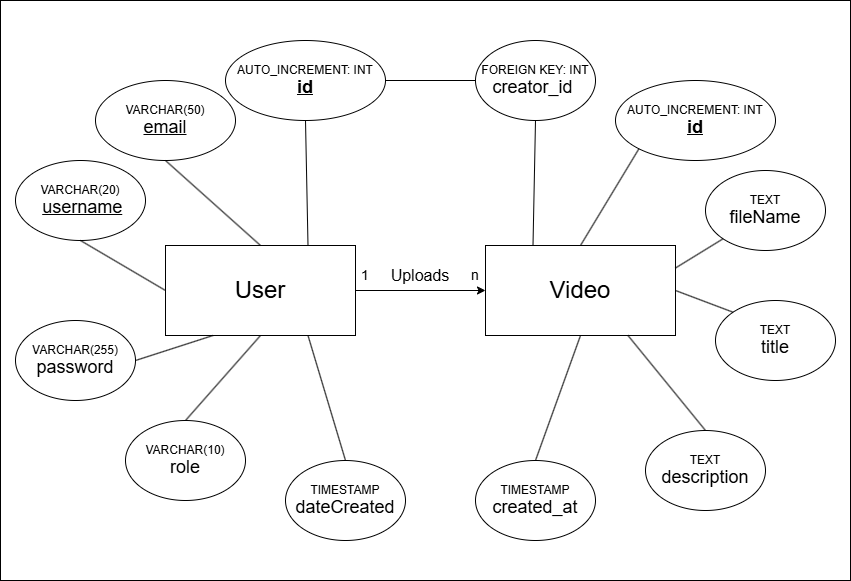 AUTO_INCREMENT: INT
id
FOREIGN KEY: INT
creator_id
VARCHAR(50)
email
AUTO_INCREMENT: INT
id
VARCHAR(20)
username
TEXT
fileName
User
1 Uploads n
Video
TEXT
title
VARCHAR(255)
password
VARCHAR(10)
role
TEXT
description
TIMESTAMP
dateCreated
TIMESTAMP
created_at